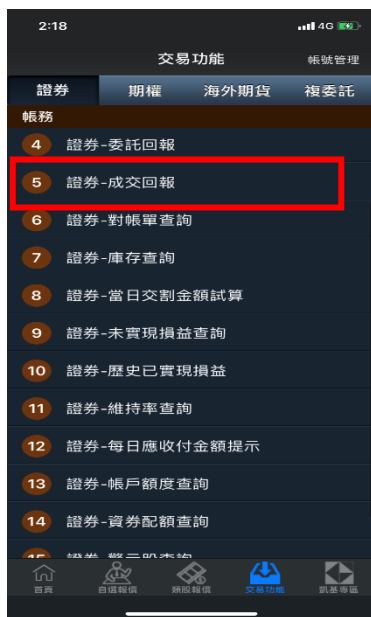 2:18
4G
交易功能
帳號管理
證券 期權 海外期貨 複委託
帳務
4 證券-委託回報
5 證券-成交回報
6 證券-對帳單查詢
7 證券-庫存查詢
8 證券-當日交割金額試算
9 證券-未實現損益查詢
10 證券-歷史已實現損益
11 證券-維持率查詢
12 證券-每日應收付金額提示
13 證券-帳戶額度查詢
14 證券-資券配額查詢
首頁 自選報價 類股報價 交易功能 凱基專區